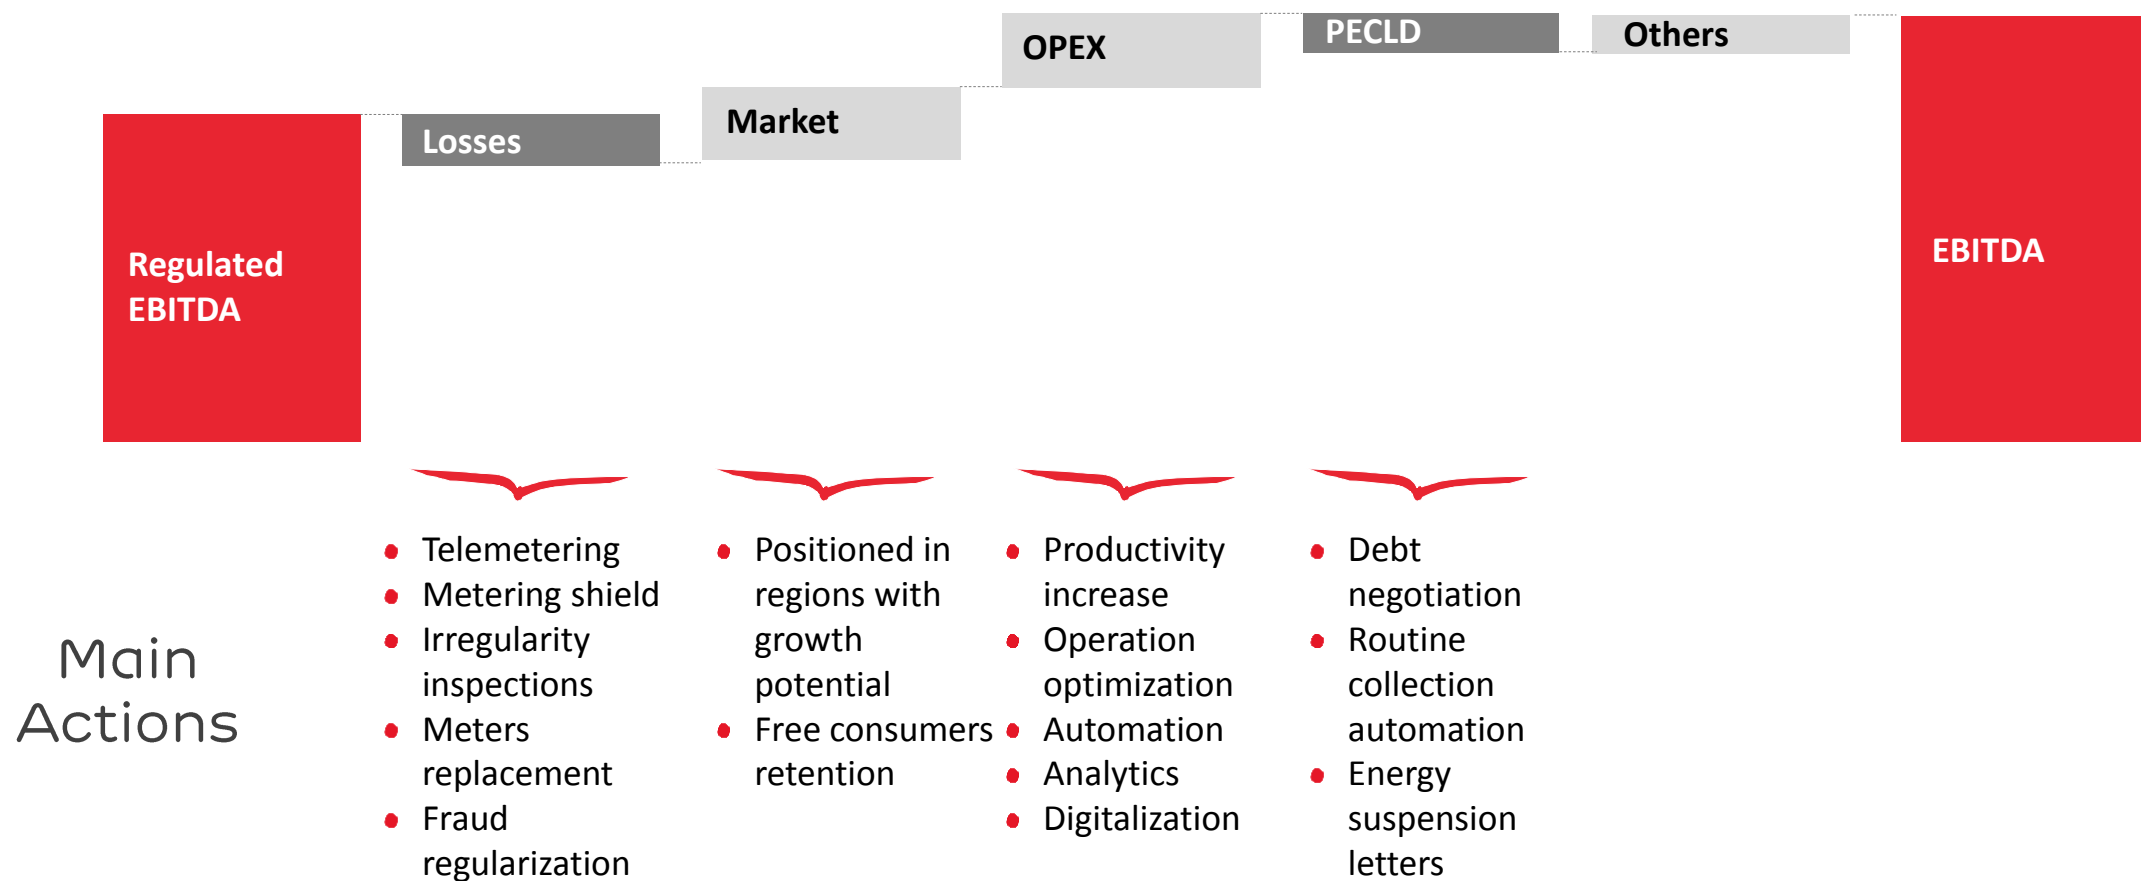 OPEX
PECLD
Others
Market
Losses
Regulated
EBITDA
EBITDA
Main
Actions
Telemetering
Metering shield
Irregularity
inspections
Meters
replacement
Fraud
regularization
Positioned in
regions with
growth
potential
Free consumers
retention
Productivity
increase
Operation
optimization
Automation
Analytics
Digitalization
Debt
negotiation
Routine
collection
automation
Energy
suspension
letters